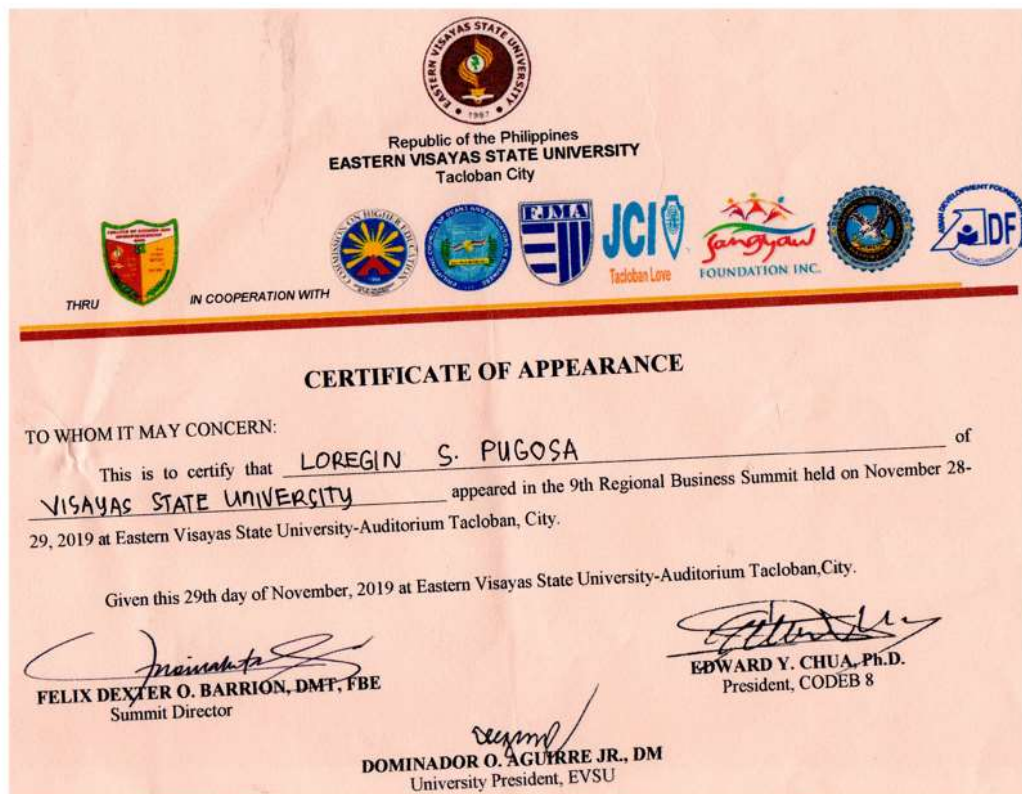 EASTERN VISAYAS STATE UNIVERSITY
Republic of the Philippines
EASTERN VISAYAS STATE UNIVERSITY
Tacloban City
THRU
IN COOPERATION WITH
COMMISSION ON HIGHER EDUCATION
FJMA
JCI
Tacloban Love
Sangyaw
FOUNDATION INC.
ADF
CERTIFICATE OF APPEARANCE
TO WHOM IT MAY CONCERN:
This is to certify that LOREGIN S. PUGOSA of
VISAYAS STATE UNIVERSITY appeared in the 9th Regional Business Summit held on November 28-
29, 2019 at Eastern Visayas State University-Auditorium Tacloban, City.
Given this 29th day of November, 2019 at Eastern Visayas State University-Auditorium Tacloban,City.
FELIX DEXTER O. BARRION, DMT, FBE
Summit Director
EDWARD Y. CHUA, Ph.D.
President, CODEB 8
DOMINADOR O. AGUIRRE JR., DM
University President, EVSU